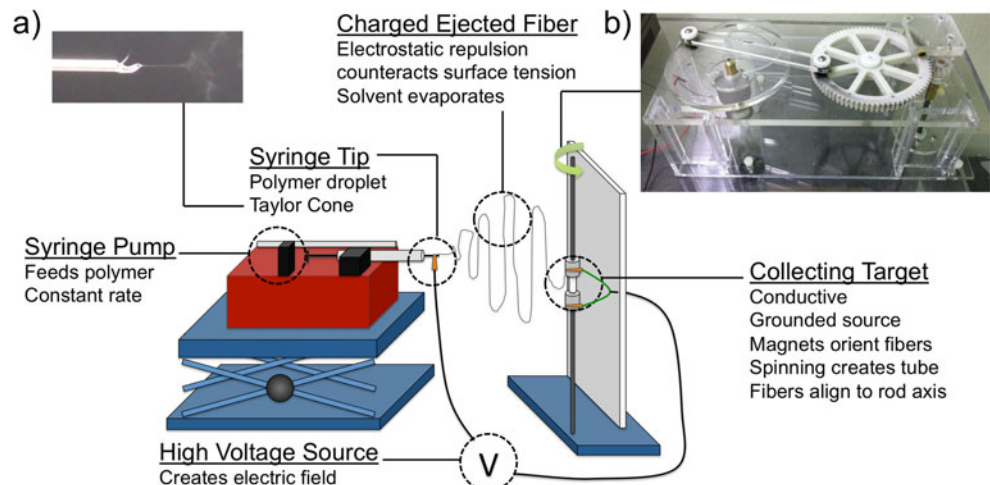 a)
Charged Ejected Fiber
Electrostatic repulsion
counteracts surface tension
Solvent evaporates
b)
Syringe Tip
Polymer droplet
Taylor Cone
Syringe Pump
Feeds polymer
Constant rate
Collecting Target
Conductive
Grounded source
Magnets orient fibers
Spinning creates tube
Fibers align to rod axis
High Voltage Source
Creates electric field
V